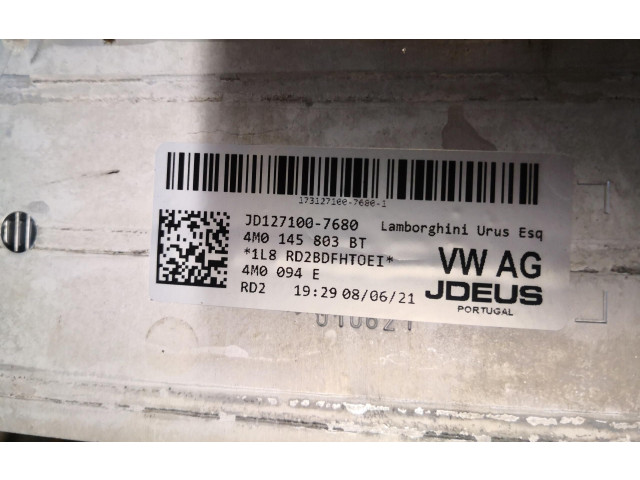 173127100-7680-1
JD127100-7680 Lamborghini Urus Esq
4M0 145 803 BT
*1L8 RD2BDFHTOEI*
4M0 094 E
RD2 19:29 08/06/21
VW AG
JDEUS
PORTUGAL